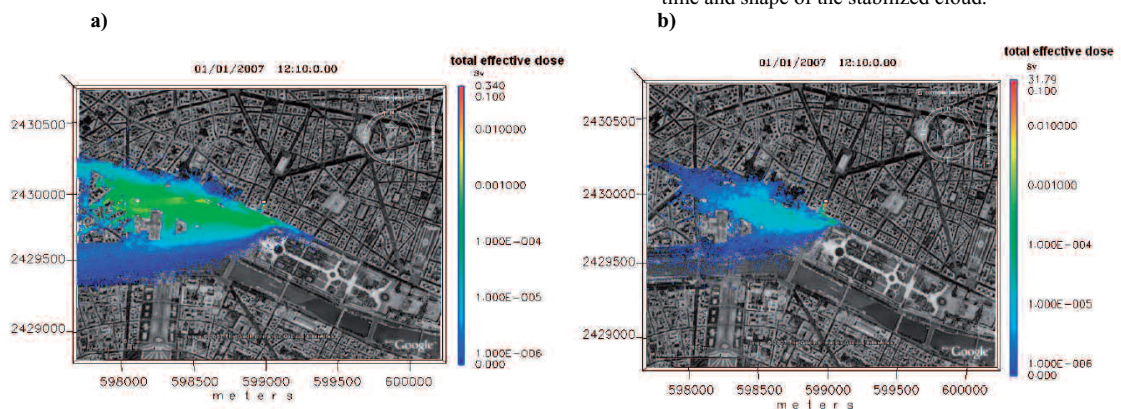 time and shape of the stabilized cloud.
a)
total effective dose
Sv
01/01/2007 12:10:0.00
0.340
0.100
0.010000
0.001000
1.000E-004
1.000E-005
1.000E-006
0.000
2430500
2430000
2429500
2429000
598000 598500 599000 599500 600000
meters
Google
b)
total effective dose
Sv
01/01/2007 12:10:0.00
31.79
0.100
0.010000
0.001000
1.000E-004
1.000E-005
1.000E-006
0.000
2430500
2430000
2429500
2429000
598000 598500 599000 599500 600000
meters
Google